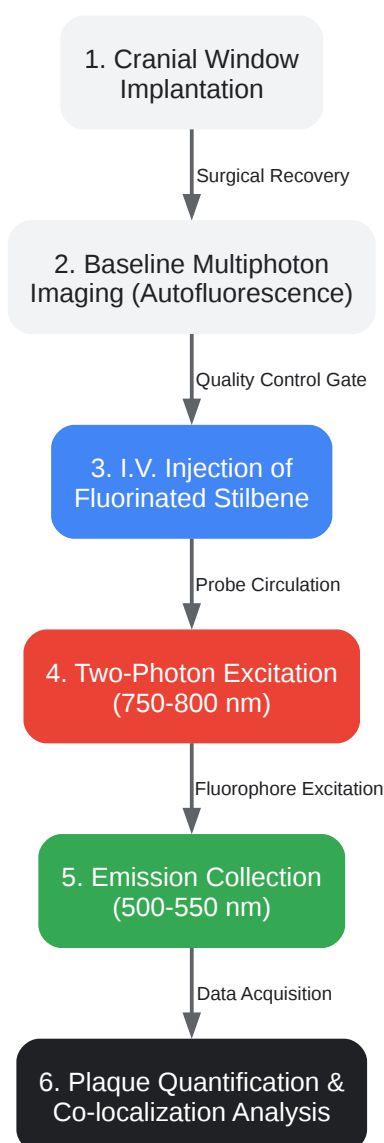 1. Cranial Window
Implantation
Surgical Recovery
2. Baseline Multiphoton
Imaging (Autofluorescence)
Quality Control Gate
3. I.V. Injection of
Fluorinated Stilbene
Probe Circulation
4. Two-Photon Excitation
(750-800 nm)
Fluorophore Excitation
5. Emission Collection
(500-550 nm)
Data Acquisition
6. Plaque Quantification &
Co-localization Analysis